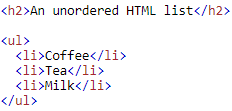 <h2>An unordered HTML list</h2>

<ul>
  <li>Coffee</li>
  <li>Tea</li>
  <li>Milk</li>
</ul>